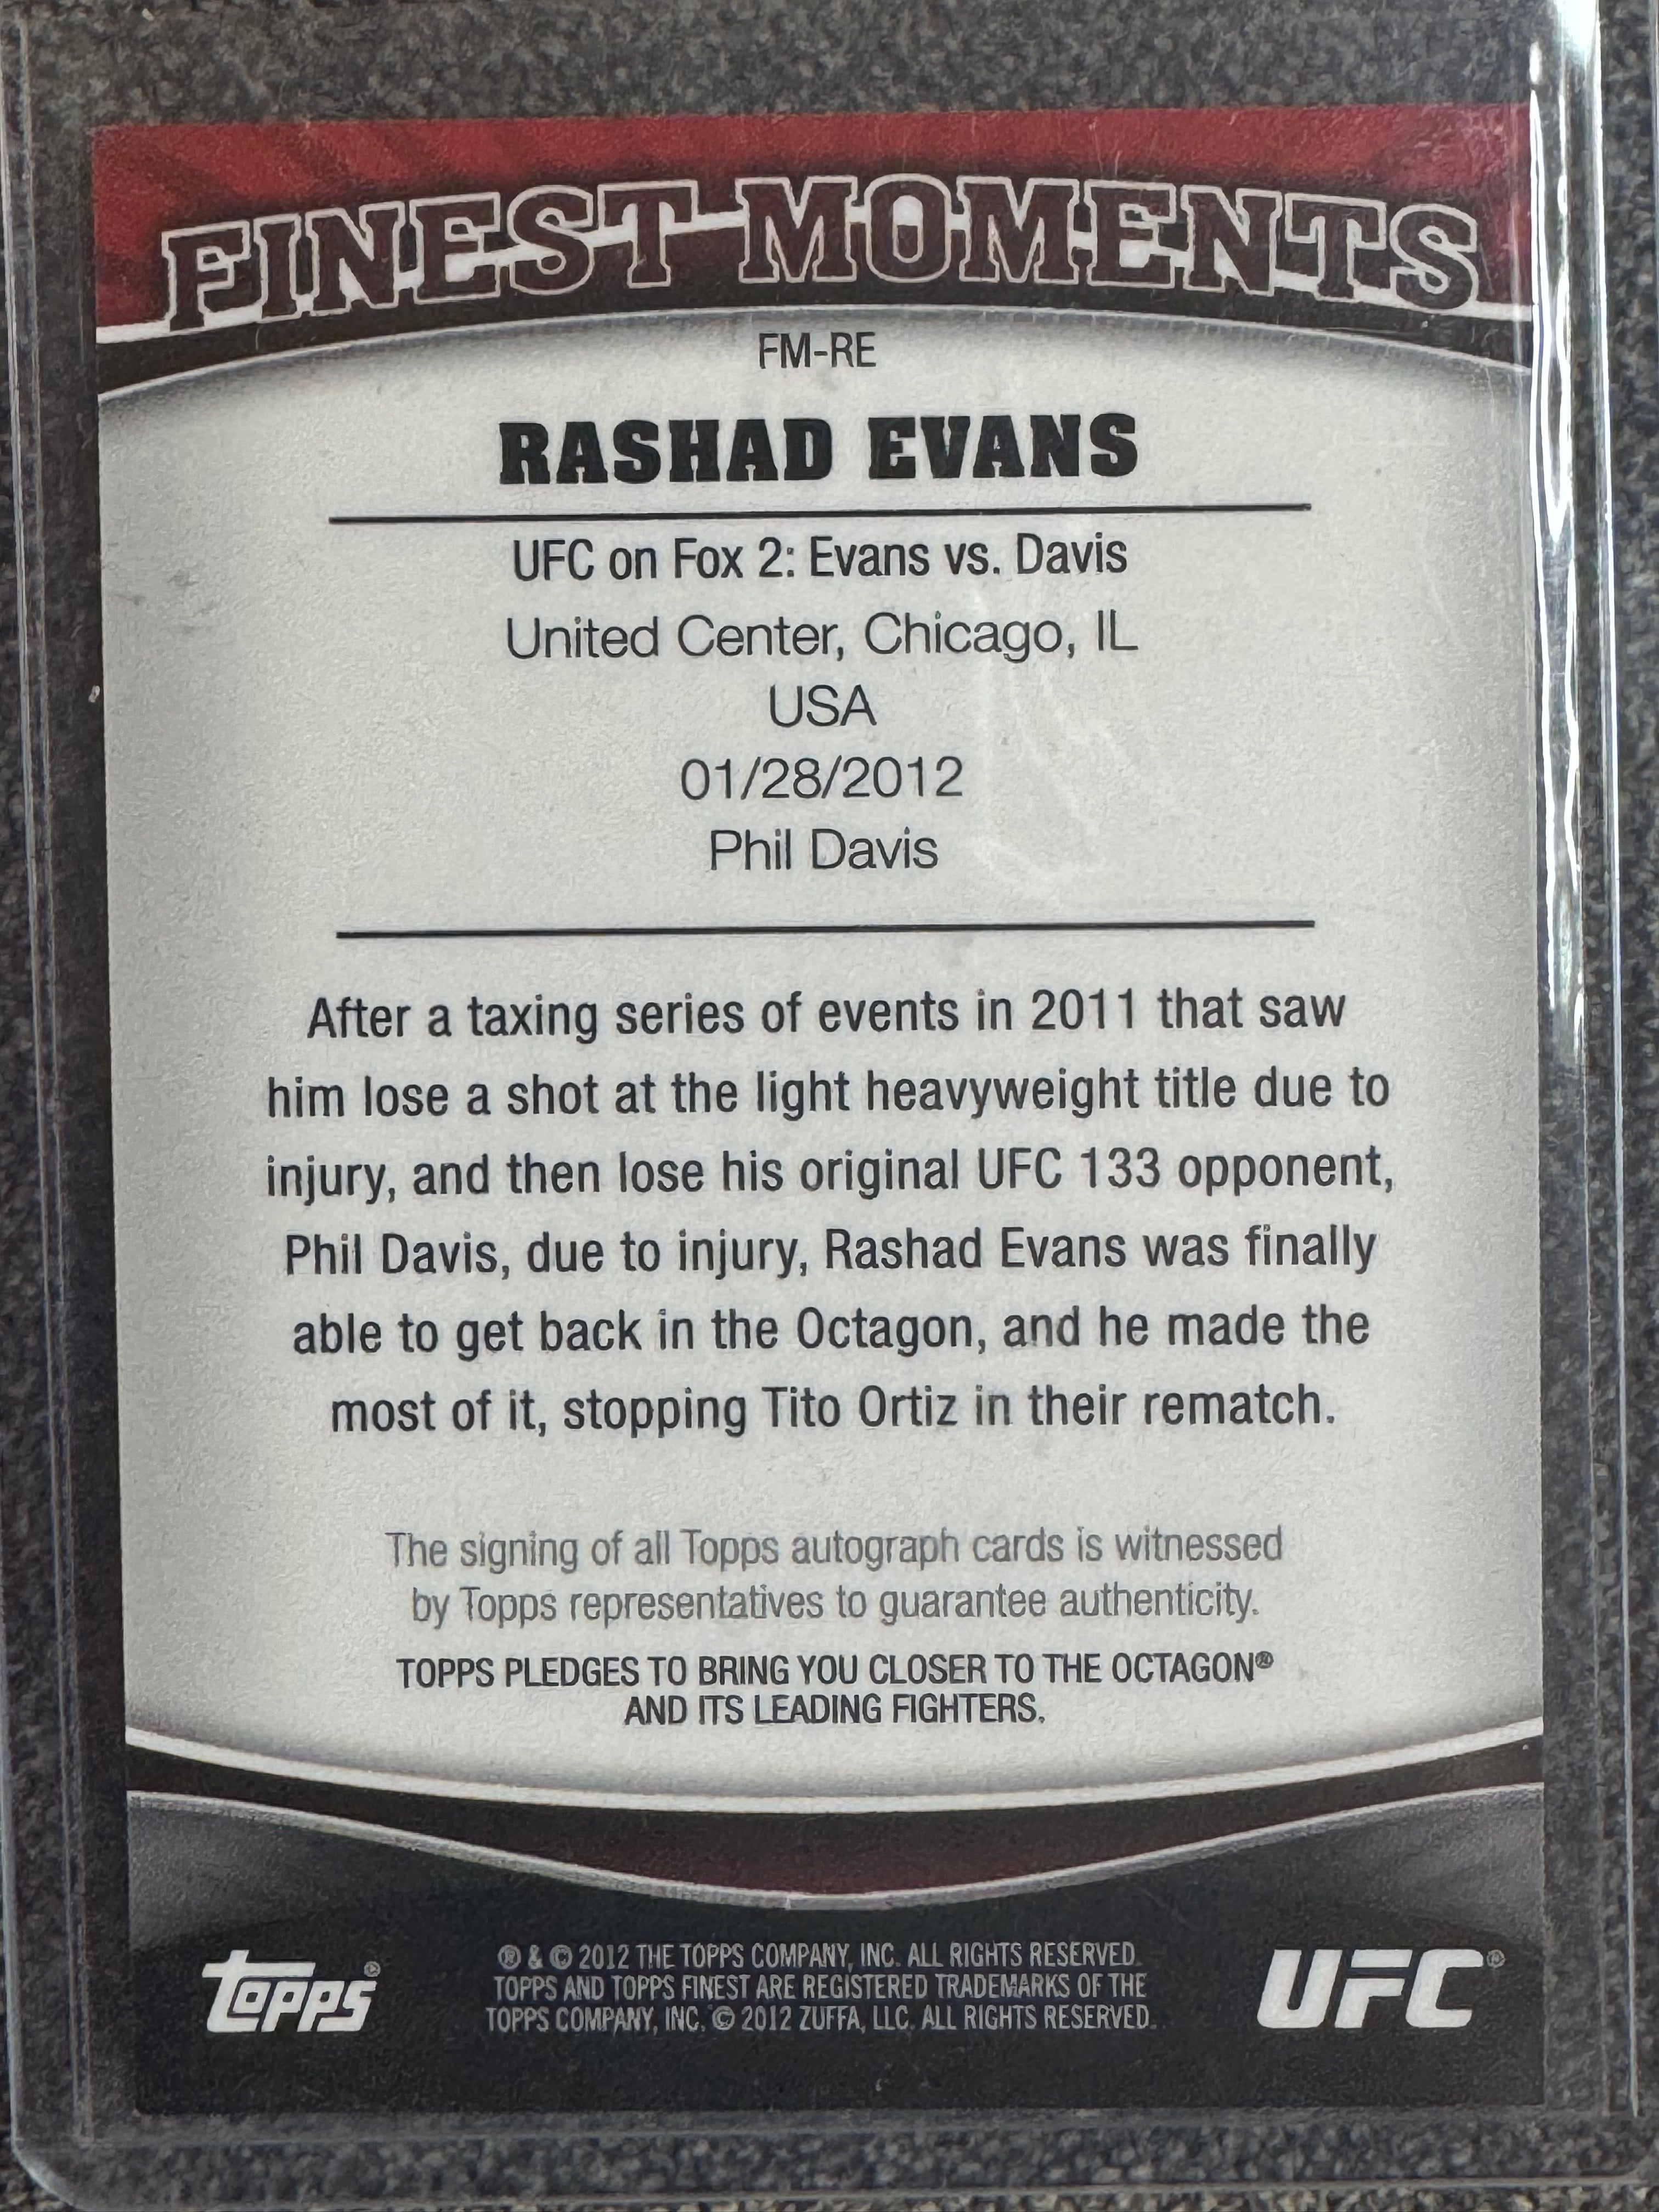 FINEST MOMENTS
FM-RE
RASHAD EVANS
UFC on Fox 2: Evans vs. Davis
United Center, Chicago, IL
USA
01/28/2012
Phil Davis
After a taxing series of events in 2011 that saw
him lose a shot at the light heavyweight title due to
injury, and then lose his original UFC 133 opponent,
Phil Davis, due to injury, Rashad Evans was finally
able to get back in the Octagon, and he made the
most of it, stopping Tito Ortiz in their rematch.
The signing of all Topps autograph cards is witnessed
by Topps representatives to guarantee authenticity.
TOPPS PLEDGES TO BRING YOU CLOSER TO THE OCTAGON®
AND ITS LEADING FIGHTERS.
topps®
® & © 2012 THE TOPPS COMPANY, INC. ALL RIGHTS RESERVED.
TOPPS AND TOPPS FINEST ARE REGISTERED TRADEMARKS OF THE
TOPPS COMPANY, INC. © 2012 ZUFFA, LLC. ALL RIGHTS RESERVED.
UFC®